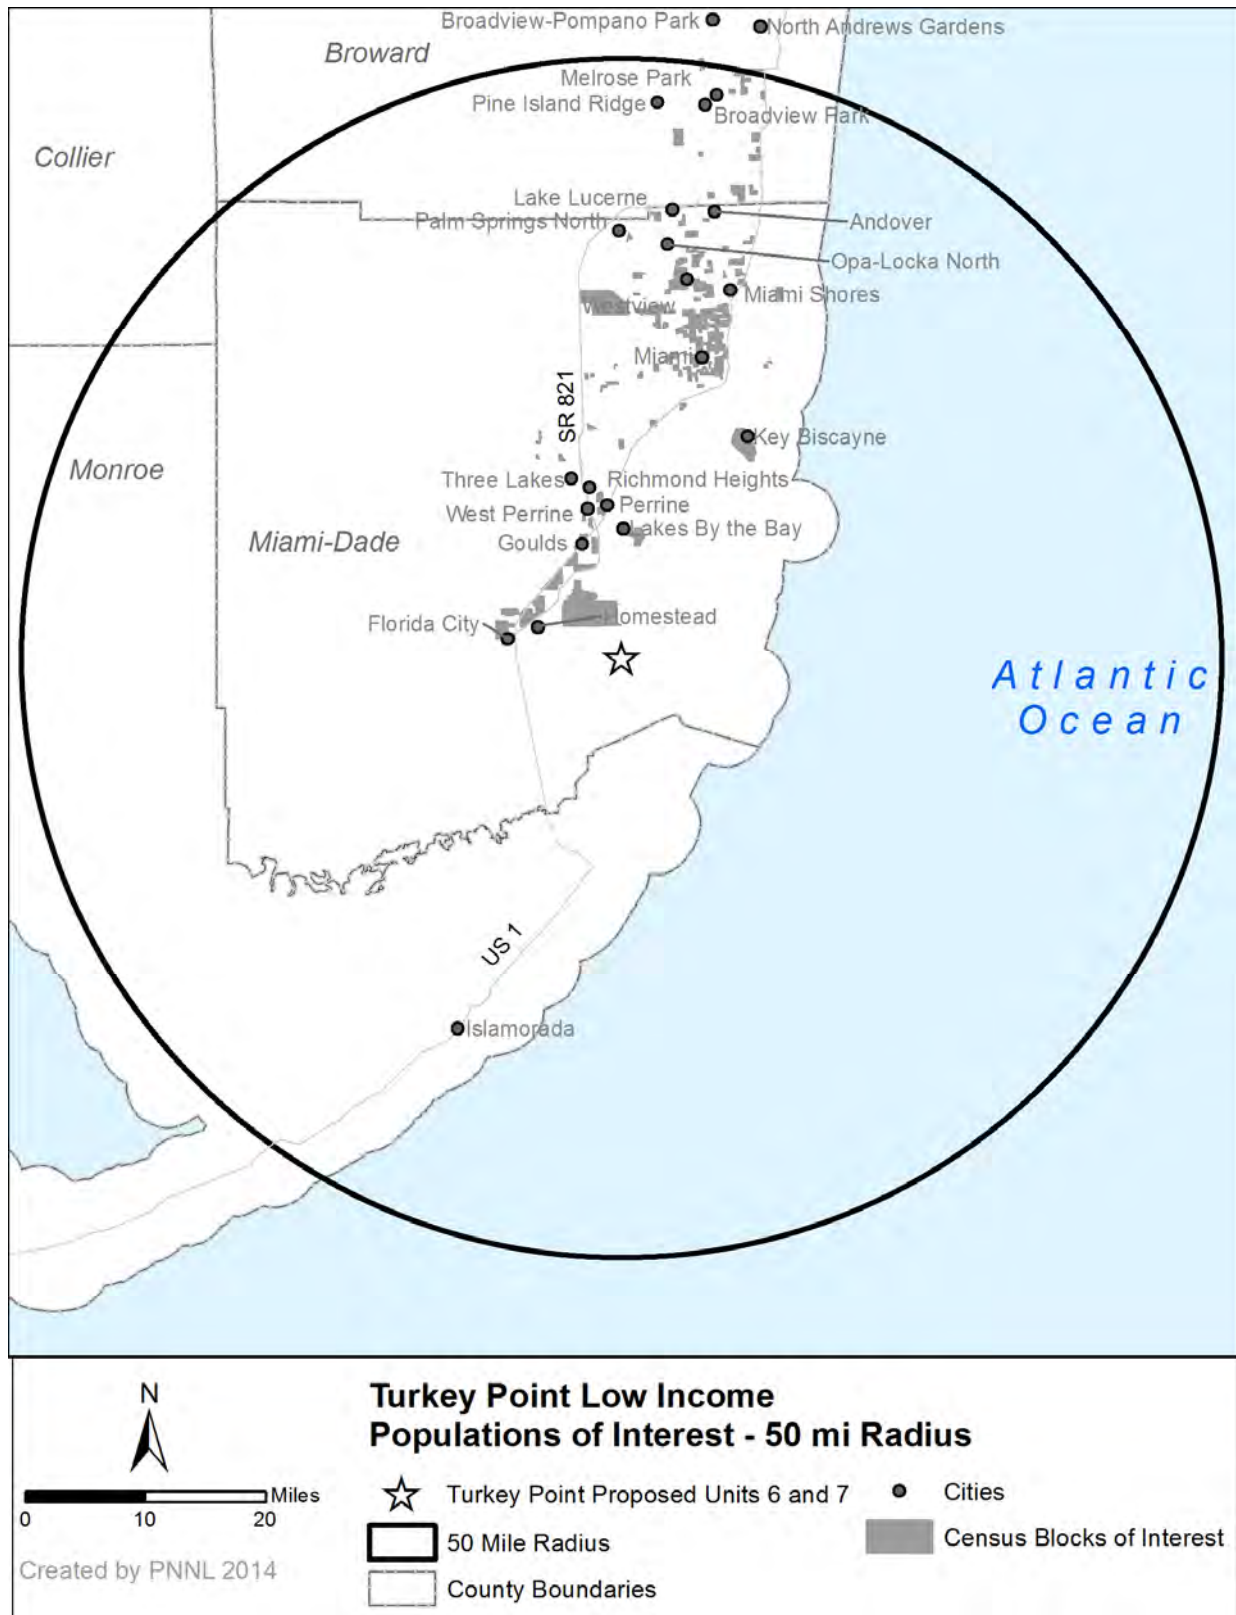 Broadview-Pompano Park
North Andrews Gardens
Broward
Melrose Park
Pine Island Ridge
Broadview Park
Collier
Lake Lucerne
Palm Springs North
Andover
Opa-Locka North
Westview
Miami Shores
Miami
SR 821
Key Biscayne
Monroe
Three Lakes
Richmond Heights
West Perrine
Perrine
Lakes By the Bay
Miami-Dade
Goulds
Florida City
Homestead
Atlantic
Ocean
US 1
Islamorada
N
Miles
0 10 20
Created by PNNL 2014
Turkey Point Low Income
Populations of Interest - 50 mi Radius
Turkey Point Proposed Units 6 and 7
Cities
50 Mile Radius
Census Blocks of Interest
County Boundaries